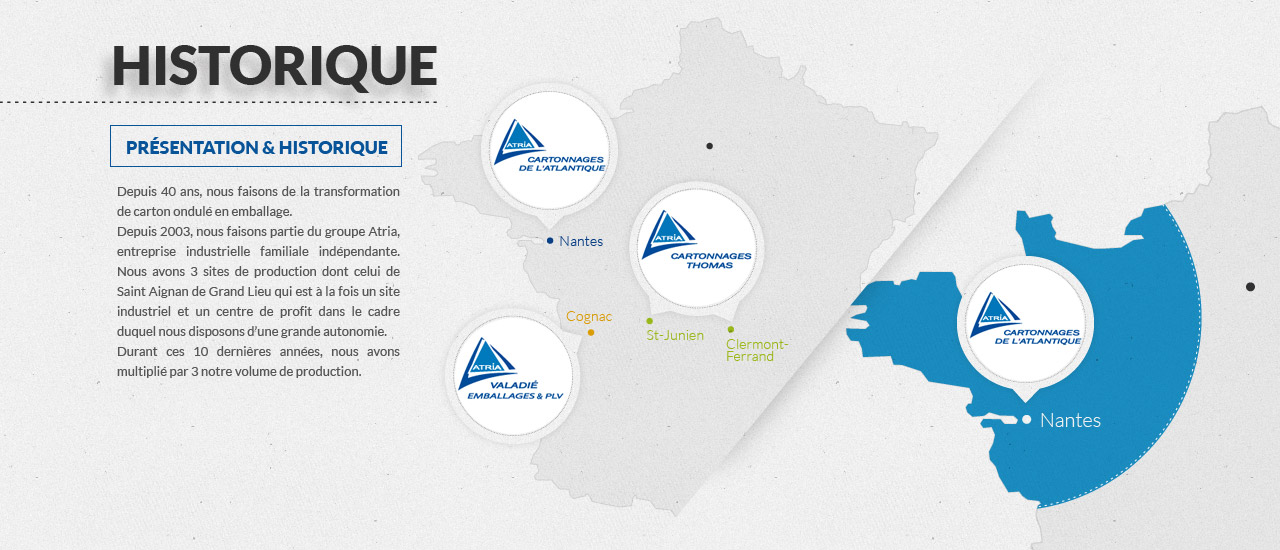 HISTORIQUE
PRÉSENTATION & HISTORIQUE
Depuis 40 ans, nous faisons de la transformation
de carton ondulé en emballage.
Depuis 2003, nous faisons partie du groupe Atria,
entreprise industrielle familiale indépendante.
Nous avons 3 sites de production dont celui de
Saint Aignan de Grand Lieu qui est à la fois un site
industriel et un centre de profit dans le cadre
duquel nous disposons d'une grande autonomie.
Durant ces 10 dernières années, nous avons
multiplié par 3 notre volume de production.
ATRIA
CARTONNAGES
DE L'ATLANTIQUE
Nantes
ATRIA
CARTONNAGES
THOMAS
Cognac
St-Junien
Clermont-
Ferrand
ATRIA
VALADIÉ
EMBALLAGES & PLV
ATRIA
CARTONNAGES
DE L'ATLANTIQUE
Nantes